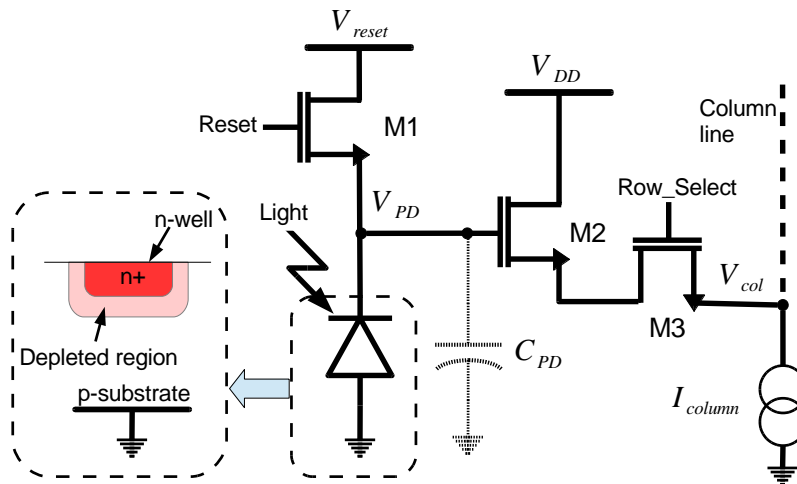 V_reset
V_DD
Reset
M1
Column
line
Row_Select
Light
V_PD
n-well
n+
M2
V_col
M3
Depleted region
C_PD
p-substrate
I_column